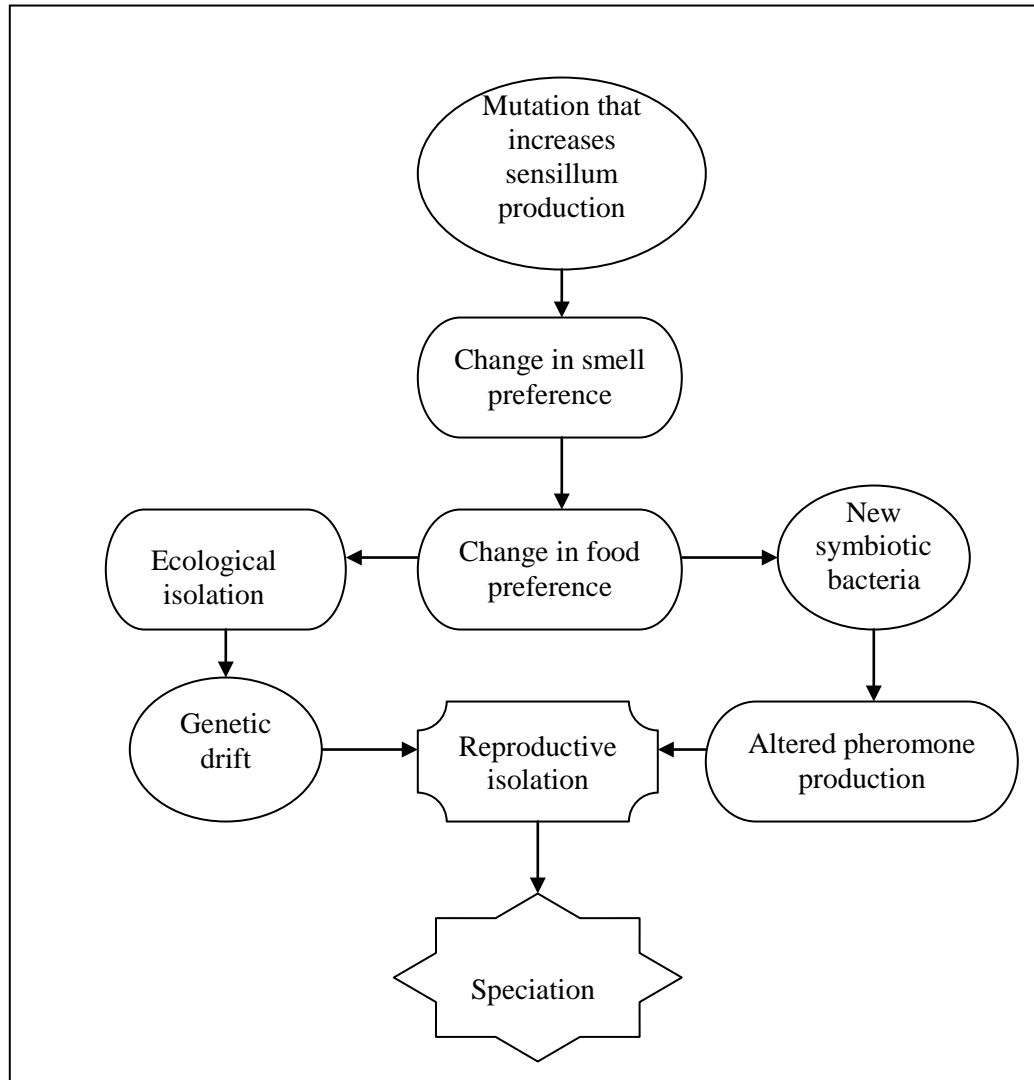 Mutation that
increases
sensillum
production
Change in smell
preference
Ecological
isolation
Change in food
preference
New
symbiotic
bacteria
Genetic
drift
Reproductive
isolation
Altered pheromone
production
Speciation